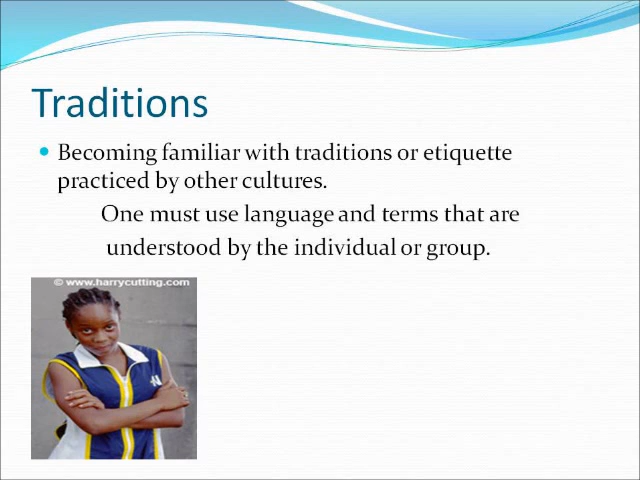 Traditions
• Becoming familiar with traditions or etiquette
practiced by other cultures.
One must use language and terms that are
understood by the individual or group.
© www.harrycutting.com